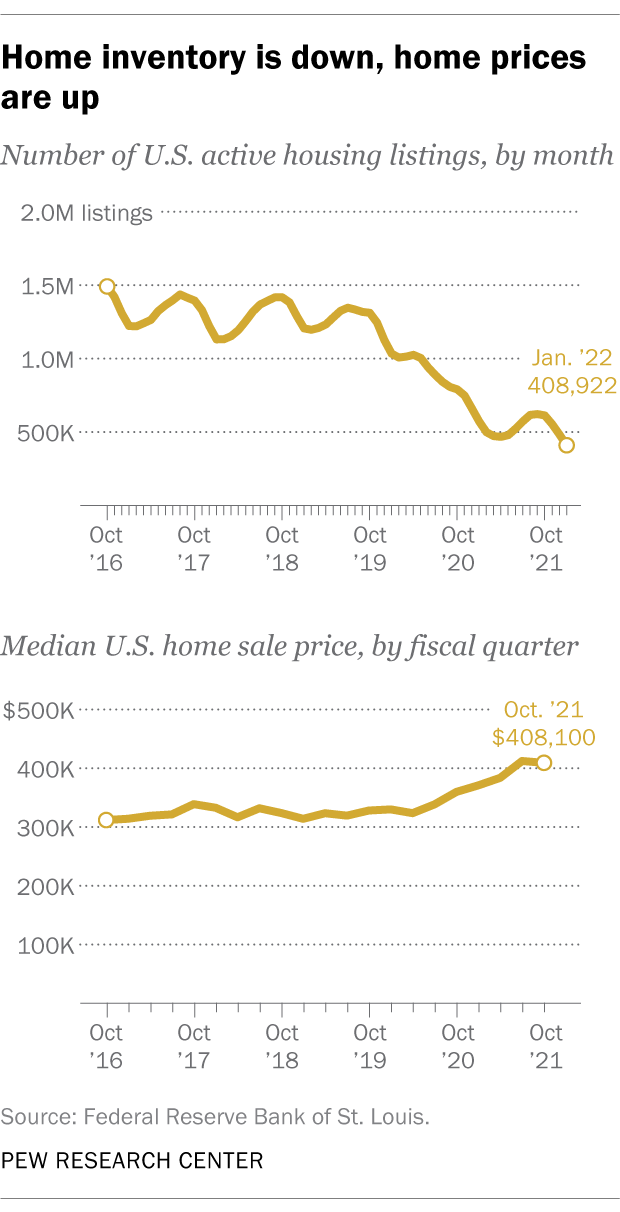 Home inventory is down, home prices
are up
Number of U.S. active housing listings, by month
2.0M listings
1.5M
1.0M
Jan. ’22
408,922
500K
Oct Oct Oct Oct Oct Oct
’16 ’17 ’18 ’19 ’20 ’21
Median U.S. home sale price, by fiscal quarter
$500K
Oct. ’21
$408,100
400K
300K
200K
100K
Oct Oct Oct Oct Oct Oct
’16 ’17 ’18 ’19 ’20 ’21
Source: Federal Reserve Bank of St. Louis.
PEW RESEARCH CENTER